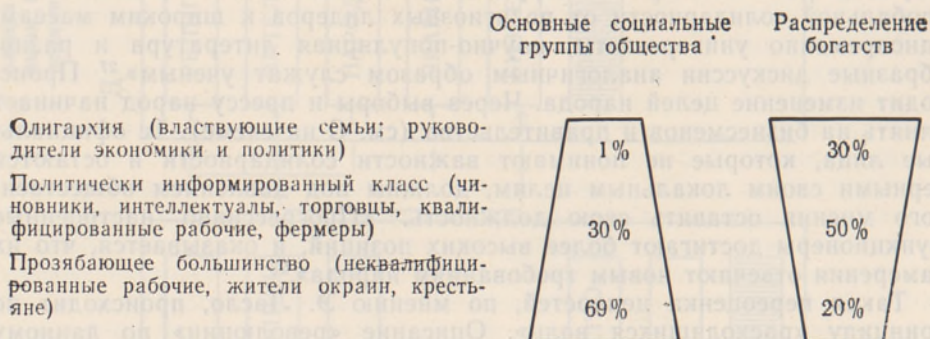 Основные социальные Распределение
группы общества богатств
Олигархия (властвующие семьи; руково-
дители экономики и политики)
1% 30%
Политически информированный класс (чи-
новники, интеллектуалы, торговцы, квали-
фицированные рабочие, фермеры)
30% 50%
Прозябающее большинство (неквалифици-
рованные рабочие, жители окраин, кресть-
яне)
69% 20%